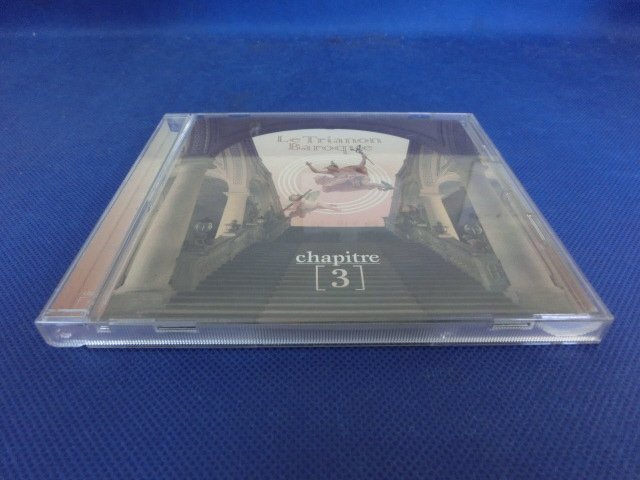 Le Trianon
Baroque
chapitre
[3]